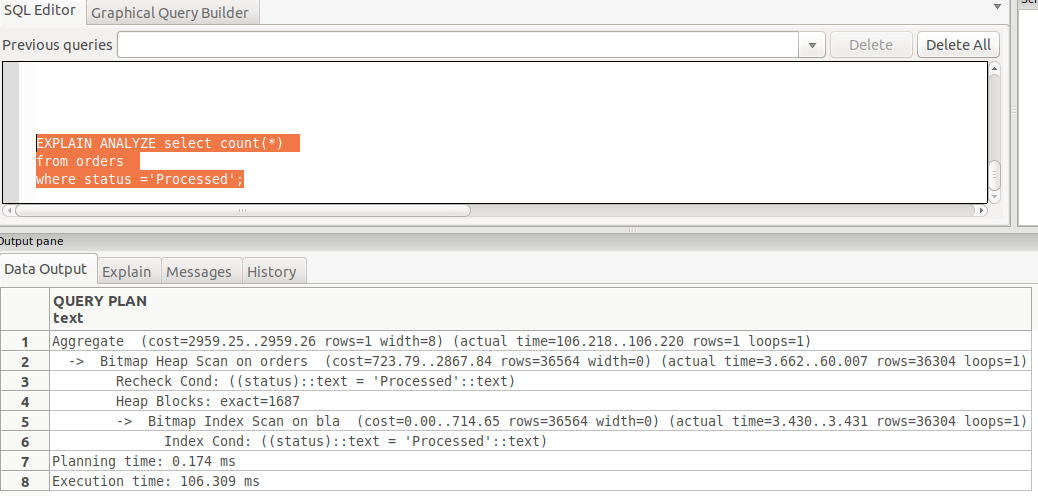 SQL Editor Graphical Query Builder
Previous queries Delete Delete All
EXPLAIN ANALYZE select count(*)
from orders
where status ='Processed';
Output pane
Data Output Explain Messages History
QUERY PLAN
text
1 Aggregate (cost=2959.25..2959.26 rows=1 width=8) (actual time=106.218..106.220 rows=1 loops=1)
2 -> Bitmap Heap Scan on orders (cost=723.79..2867.84 rows=36564 width=0) (actual time=3.662..60.007 rows=36304 loops=1)
3 Recheck Cond: ((status)::text = 'Processed'::text)
4 Heap Blocks: exact=1687
5 -> Bitmap Index Scan on bla (cost=0.00..714.65 rows=36564 width=0) (actual time=3.430..3.431 rows=36304 loops=1)
6 Index Cond: ((status)::text = 'Processed'::text)
7 Planning time: 0.174 ms
8 Execution time: 106.309 ms